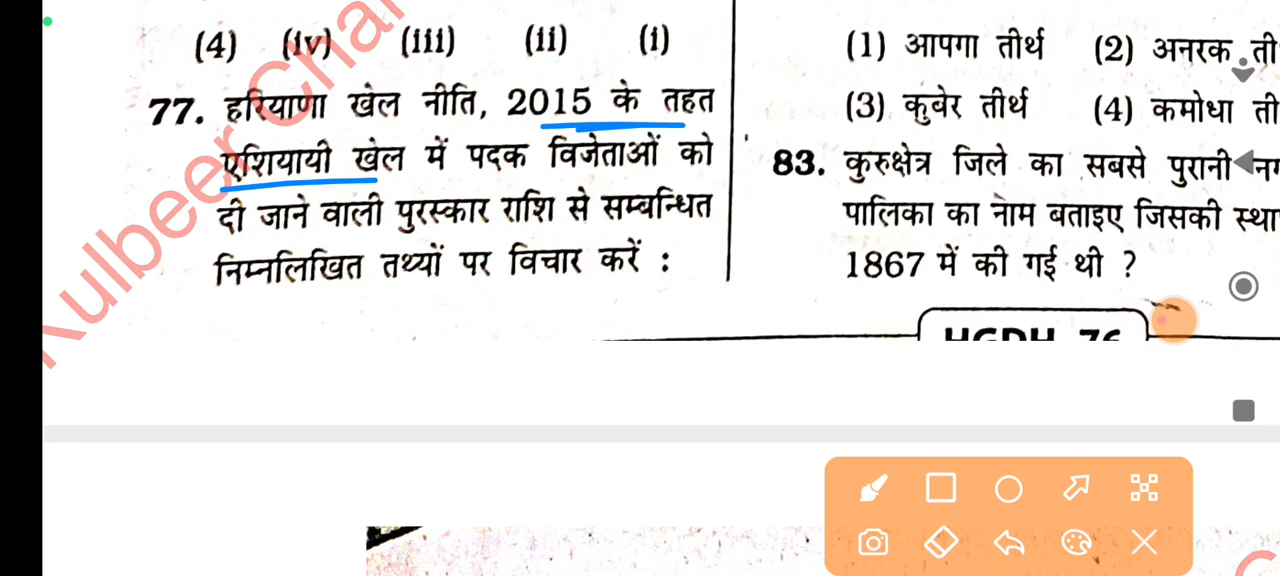 (4) (iv) (iii) (ii) (i)
77. हरियाणा खेल नीति, 2015 के तहत
एशियायी खेल में पदक विजेताओं को
दी जाने वाली पुरस्कार राशि से सम्बन्धित
निम्नलिखित तथ्यों पर विचार करें :
(1) आपगा तीर्थ (2) अनरक
(3) कुबेर तीर्थ (4) कमोधा
83. कुरुक्षेत्र जिले का सबसे पुरानी
पालिका का नाम बताइए जिसकी
1867 में की गई थी ?
Kulbeer